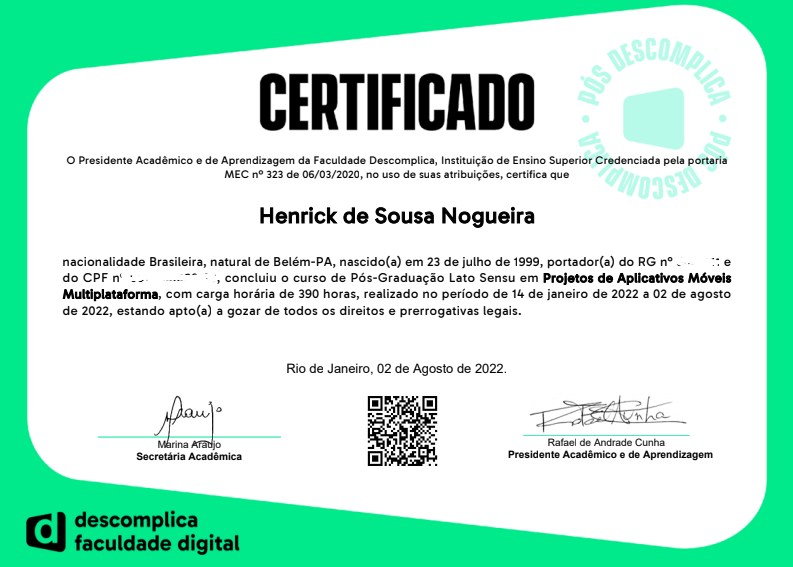 PÓS DESCOMPLICA
PÓS DESCOMPLICA
CERTIFICADO
O Presidente Acadêmico e de Aprendizagem da Faculdade Descomplica, Instituição de Ensino Superior Credenciada pela portaria
MEC nº 323 de 06/03/2020, no uso de suas atribuições, certifica que
Henrick de Sousa Nogueira
nacionalidade Brasileira, natural de Belém-PA, nascido(a) em 23 de julho de 1999, portador(a) do RG nº e
do CPF nº , concluiu o curso de Pós-Graduação Lato Sensu em Projetos de Aplicativos Móveis
Multiplataforma, com carga horária de 390 horas, realizado no período de 14 de janeiro de 2022 a 02 de agosto
de 2022, estando apto(a) a gozar de todos os direitos e prerrogativas legais.
Rio de Janeiro, 02 de Agosto de 2022.
Araujo
Marina Araújo
Secretária Acadêmica
Rafael de Andrade Cunha
Presidente Acadêmico e de Aprendizagem
d descomplica
faculdade digital